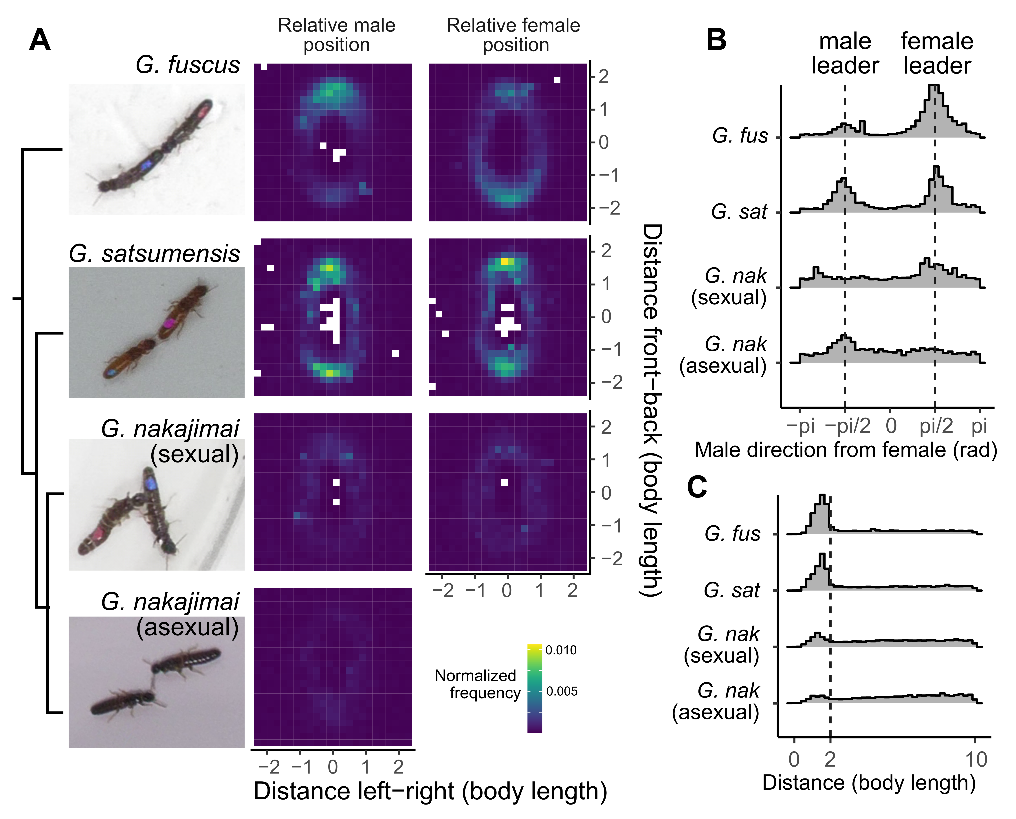 A
Relative male
position
Relative female
position
G. fuscus
2
1
0
−1
−2
G. satsumensis
2
1
0
−1
−2
G. nakajimai
(sexual)
2
1
0
−1
−2
−2 −1 0 1 2
Distance front−back (body length)
G. nakajimai
(asexual)
Normalized
frequency
0.010
0.005
−2 −1 0 1 2
Distance left−right (body length)
B
male
leader
female
leader
G. fus
G. sat
G. nak
(sexual)
G. nak
(asexual)
−pi −pi/2 0 pi/2 pi
Male direction from female (rad)
C
G. fus
G. sat
G. nak
(sexual)
G. nak
(asexual)
0 2 10
Distance (body length)